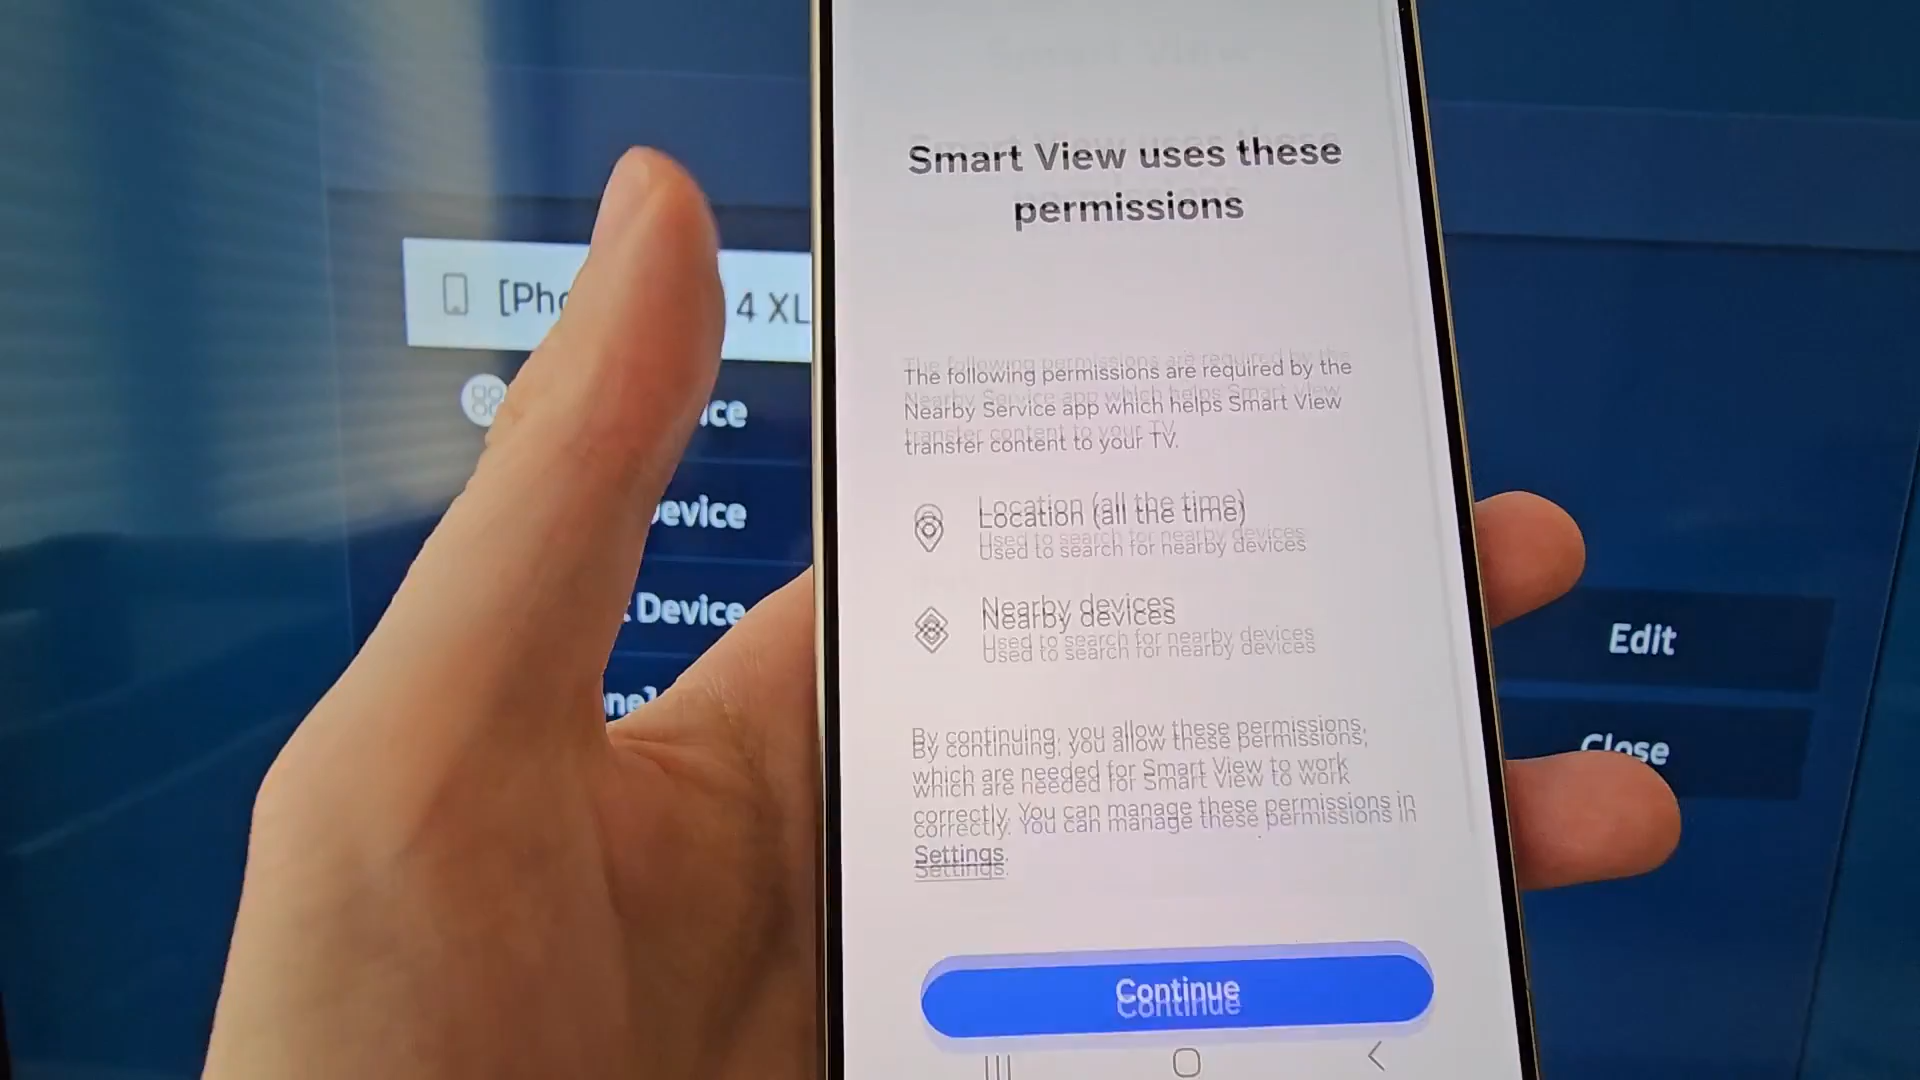 Smart View uses these
permissions
The following permissions are required by the
Nearby Service app which helps Smart View
transfer content to your TV.
Location (all the time)
Used to search for nearby devices
Nearby devices
Used to search for nearby devices
By continuing, you allow these permissions,
which are needed for Smart View to work
correctly. You can manage these permissions in
Settings.
Continue
4 XL
Device
Edit
Close